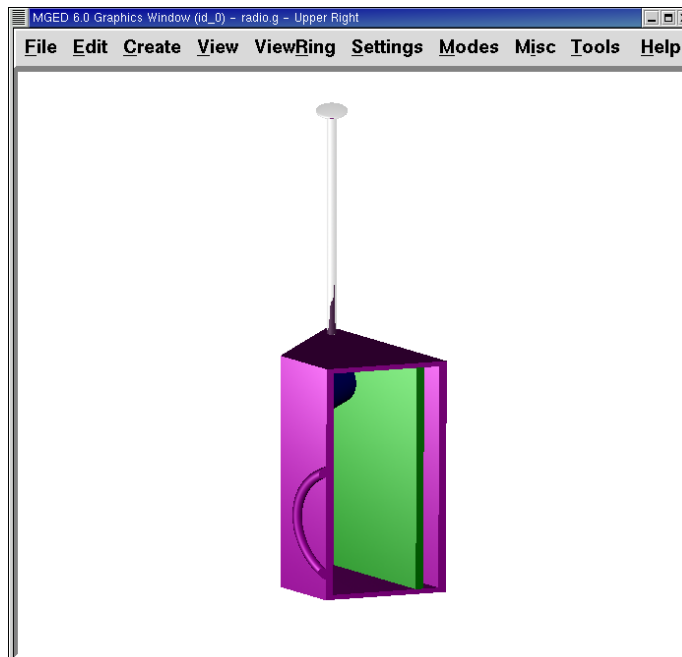 MGED 6.0 Graphics Window (id_0) - radio.g - Upper Right
File Edit Create View ViewRing Settings Modes Misc Tools Help